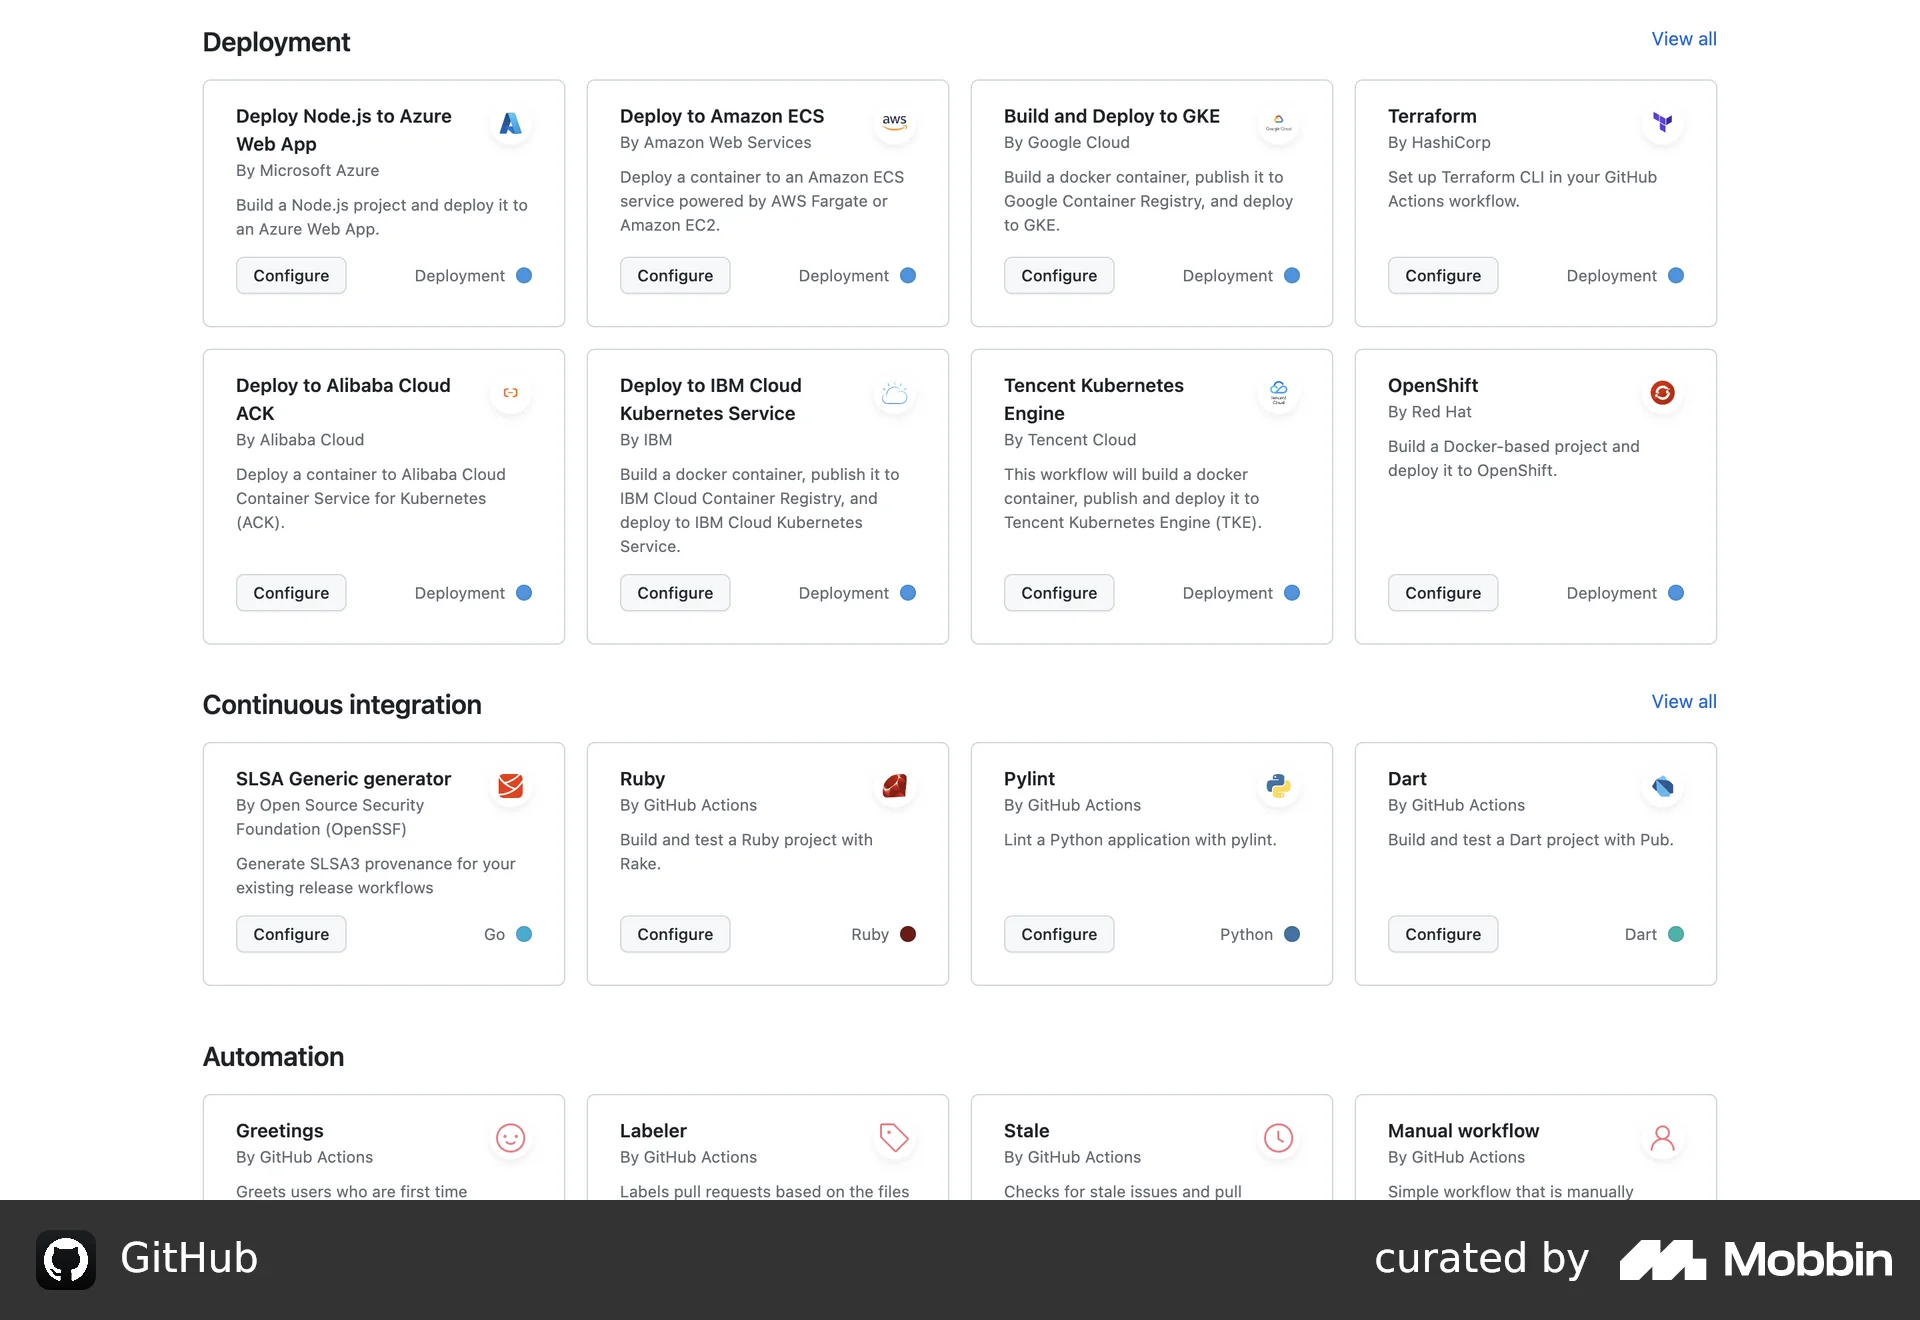 Deployment
View all
Deploy Node.js to Azure
Web App
By Microsoft Azure
Build a Node.js project and deploy it to
an Azure Web App.
Configure
Deployment
Deploy to Amazon ECS
By Amazon Web Services
Deploy a container to an Amazon ECS
service powered by AWS Fargate or
Amazon EC2.
Configure
Deployment
aws
Build and Deploy to GKE
By Google Cloud
Build a docker container, publish it to
Google Container Registry, and deploy
to GKE.
Configure
Deployment
Google Cloud
Terraform
By HashiCorp
Set up Terraform CLI in your GitHub
Actions workflow.
Configure
Deployment
Deploy to Alibaba Cloud
ACK
By Alibaba Cloud
Deploy a container to Alibaba Cloud
Container Service for Kubernetes
(ACK).
Configure
Deployment
Deploy to IBM Cloud
Kubernetes Service
By IBM
Build a docker container, publish it to
IBM Cloud Container Registry, and
deploy to IBM Cloud Kubernetes
Service.
Configure
Deployment
Tencent Kubernetes
Engine
By Tencent Cloud
This workflow will build a docker
container, publish and deploy it to
Tencent Kubernetes Engine (TKE).
Configure
Deployment
Tencent
Cloud
OpenShift
By Red Hat
Build a Docker-based project and
deploy it to OpenShift.
Configure
Deployment
Continuous integration
View all
SLSA Generic generator
By Open Source Security
Foundation (OpenSSF)
Generate SLSA3 provenance for your
existing release workflows
Configure
Go
Ruby
By GitHub Actions
Build and test a Ruby project with
Rake.
Configure
Ruby
Pylint
By GitHub Actions
Lint a Python application with pylint.
Configure
Python
Dart
By GitHub Actions
Build and test a Dart project with Pub.
Configure
Dart
Automation
Greetings
By GitHub Actions
Greets users who are first time
Labeler
By GitHub Actions
Labels pull requests based on the files
Stale
By GitHub Actions
Checks for stale issues and pull
Manual workflow
By GitHub Actions
Simple workflow that is manually
GitHub
curated by
Mobbin